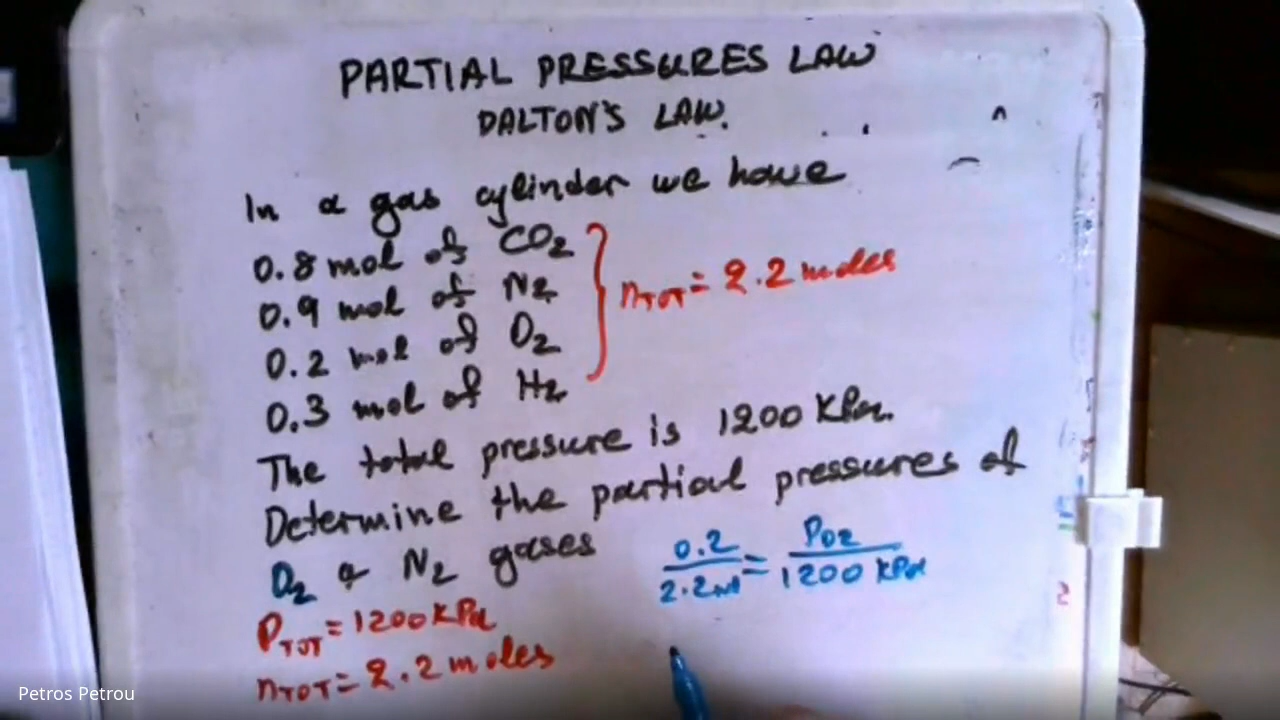 PARTIAL PRESSURES LAW
DALTON'S LAW.
In a gas cylinder we have
0.8 mol of CO2
0.9 mol of N2
0.2 mol of O2
0.3 mol of H2
nTOT = 2.2 moles
The total pressure is 1200 KPa.
Determine the partial pressures of
O2 & N2 gases
PTOT = 1200 KPa
nTOT = 2.2 moles
0.2 / 2.2 = PO2 / 1200 KPa
Petros Petrou